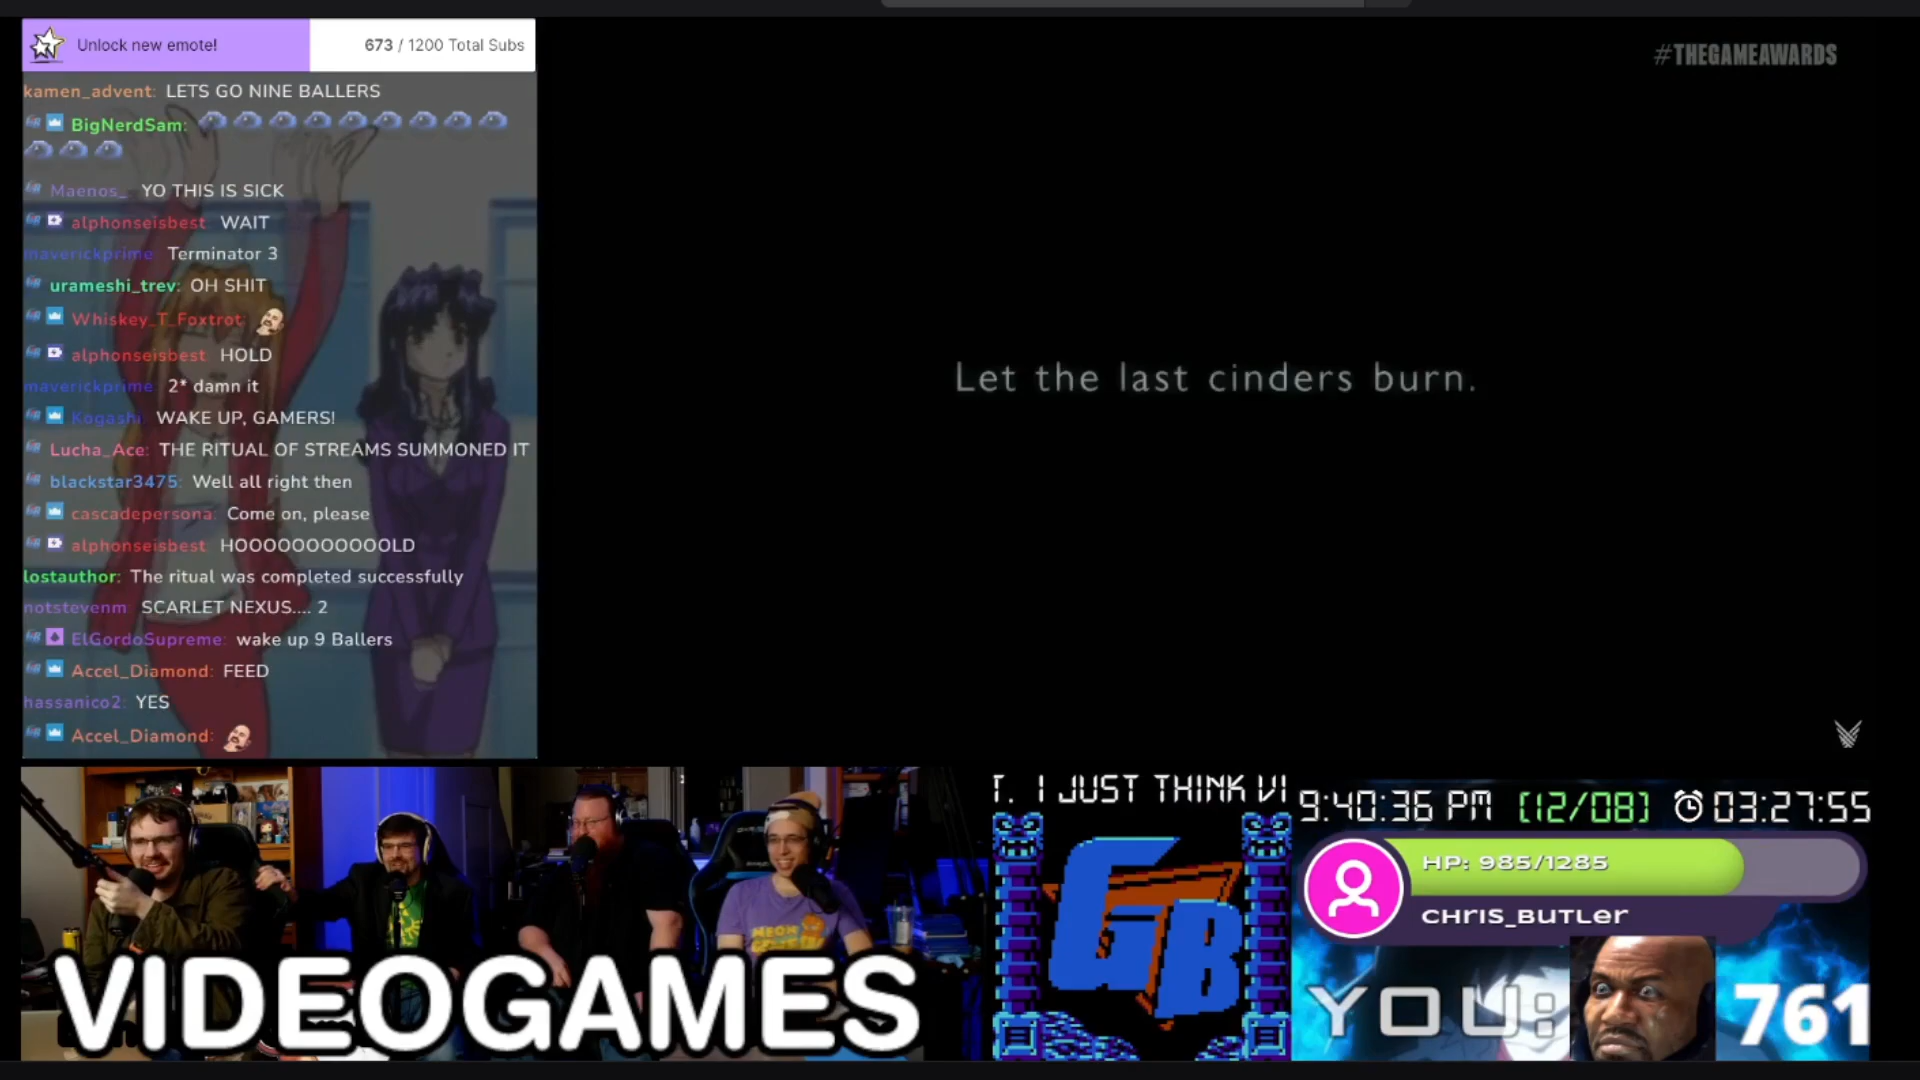 Unlock new emote! 673 / 1200 Total Subs
#THEGAMEAWARDS
kamen_advent: LETS GO NINE BALLERS
BigNerdSam:
Maenos_ YO THIS IS SICK
alphonseisbest WAIT
maverickprime Terminator 3
urameshi_trev: OH SHIT
Whiskey_T_Foxtrot:
alphonseisbest HOLD
maverickprime: 2* damn it
Kogashi WAKE UP, GAMERS!
Lucha_Ace: THE RITUAL OF STREAMS SUMMONED IT
blackstar3475: Well all right then
cascadepersona: Come on, please
alphonseisbest HOOOOOOOOOOOLD
lostauthor: The ritual was completed successfully
notstevenm SCARLET NEXUS.... 2
ElGordoSupreme: wake up 9 Ballers
Accel_Diamond: FEED
hassanico2: YES
Accel_Diamond:
Let the last cinders burn.
VIDEOGAMES
T. I JUST THINK VI
GB
9:40:36 PM [12/08] 03:27:55
HP: 985/1285
CHRIS_BUTLER
YOU: 761